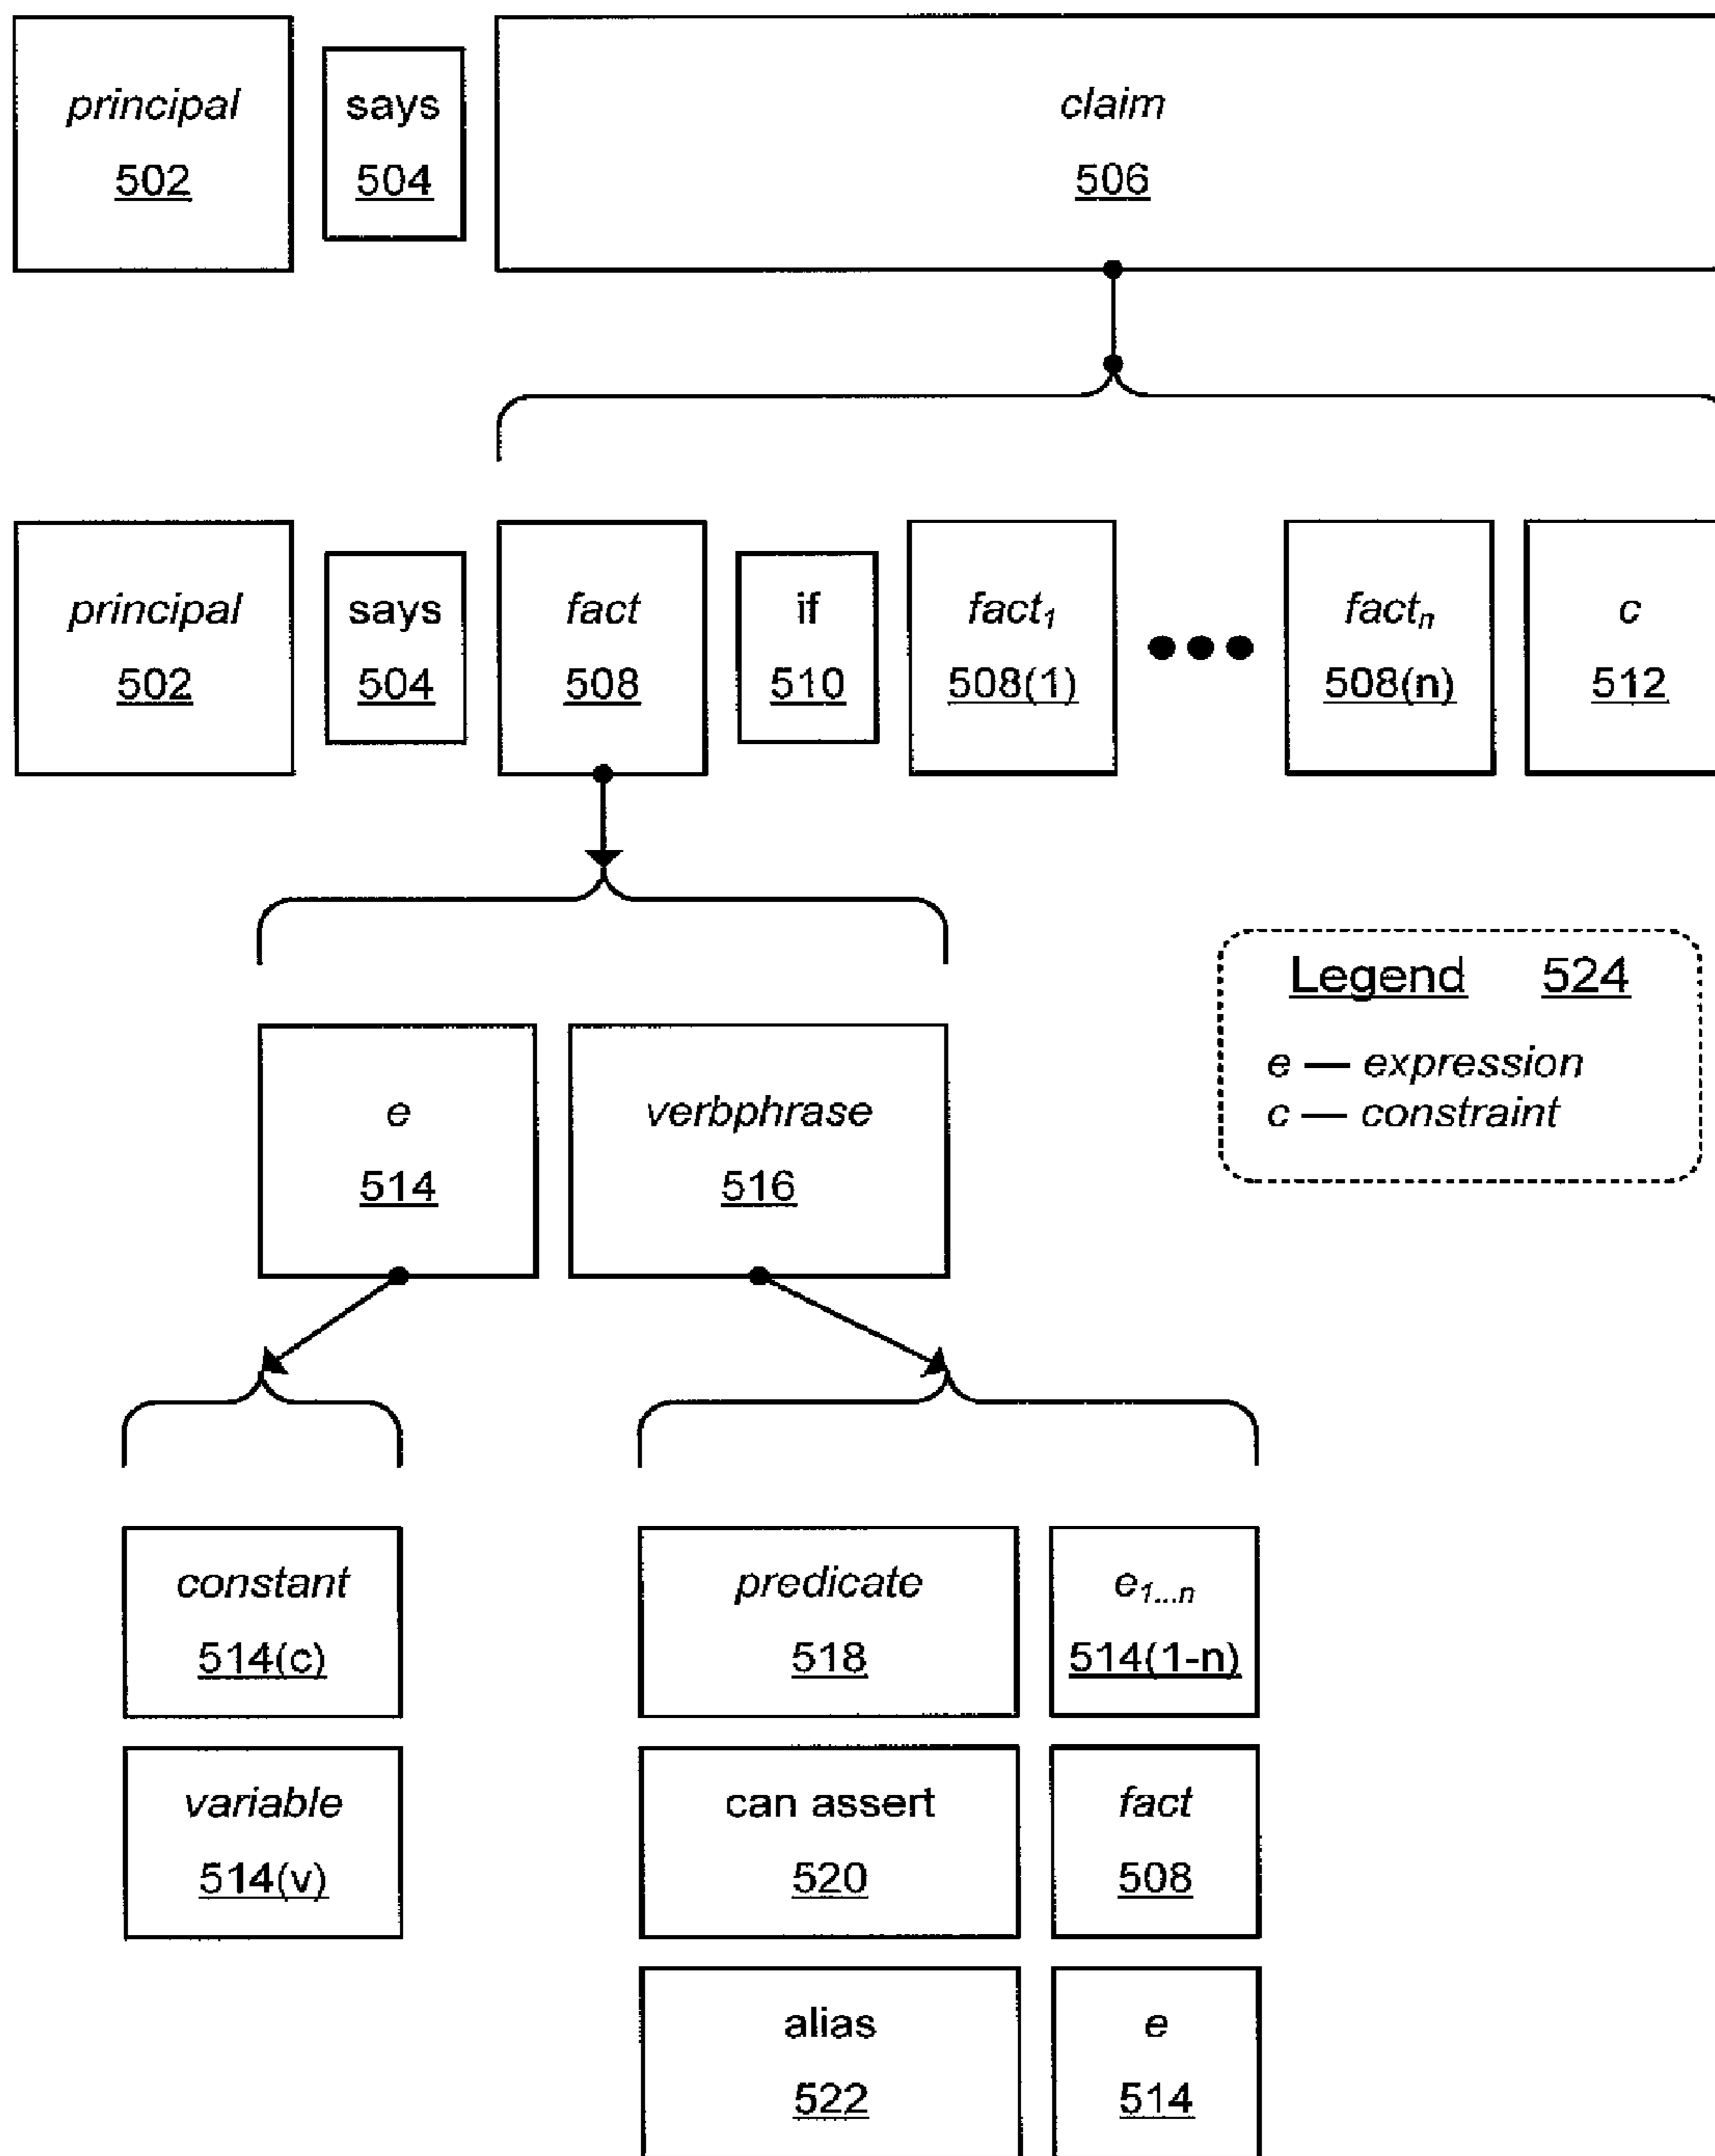 principal says claim
502 504 506
principal says fact if fact₁ ●●● factₙ c
502 504 508 510 508(1) 508(n) 512
Legend 524
e — expression
c — constraint
e verbphrase
514 516
constant predicate e₁...ₙ
514(c) 518 514(1-n)
variable can assert fact
514(v) 520 508
alias e
522 514